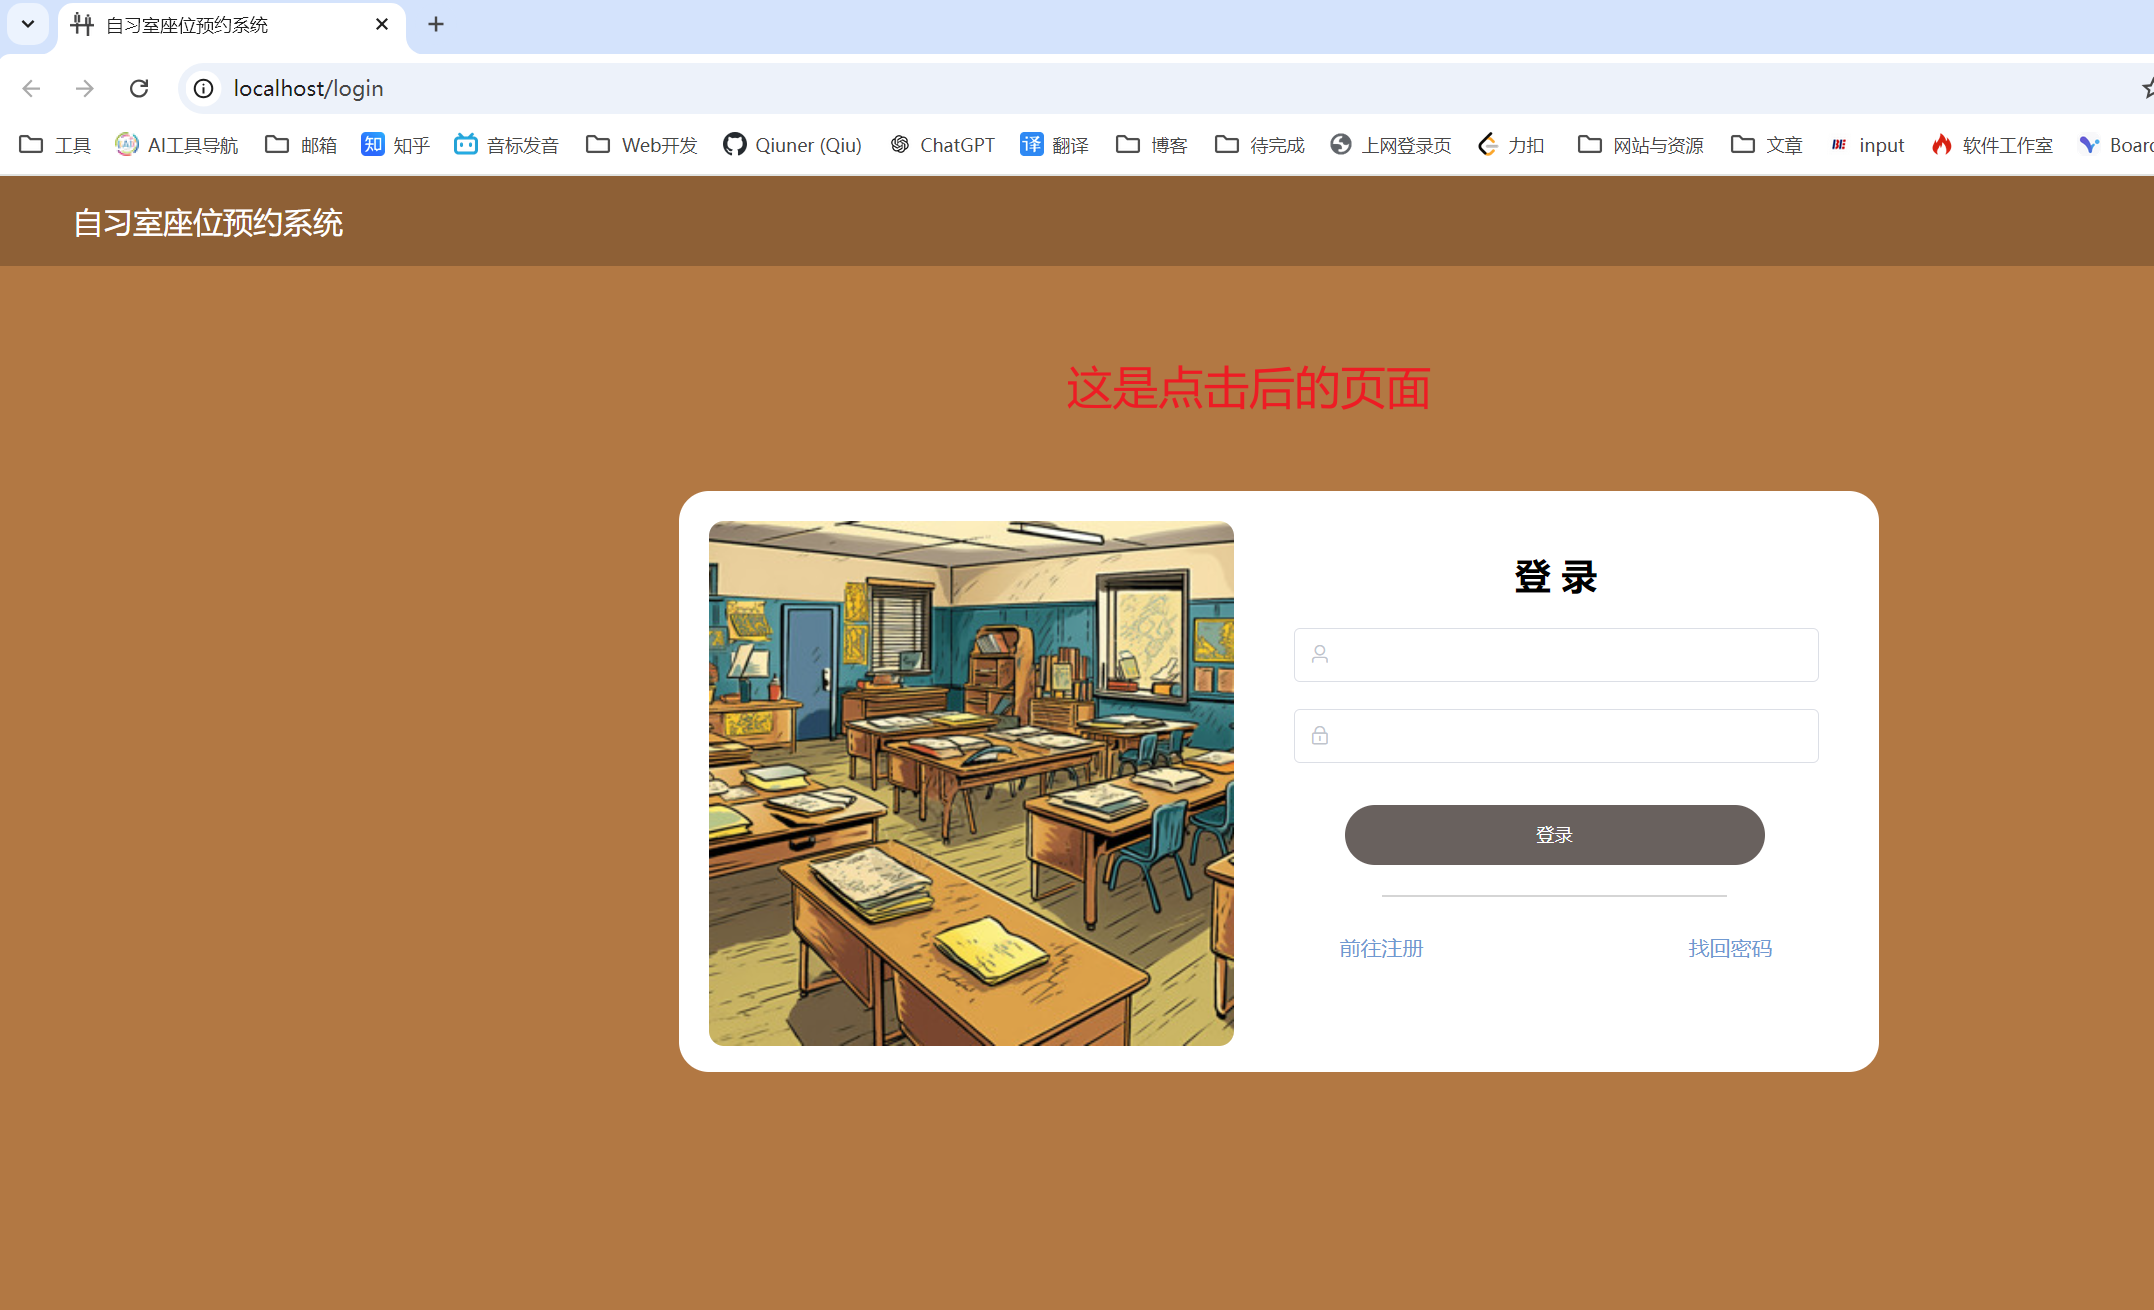 自习室座位预约系统
localhost/login
工具 AI工具导航 邮箱 知 知乎 音标发音 Web开发 Qiuner (Qiu) ChatGPT 译 翻译 博客 待完成 上网登录页 力扣 网站与资源 文章 input 软件工作室 Board
自习室座位预约系统
这是点击后的页面
登 录
登录
前往注册 找回密码